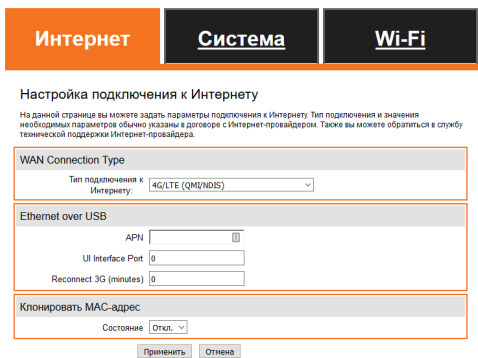 Интернет Система Wi-Fi
Настройка подключения к Интернету
На данной странице вы можете задать параметры подключения к Интернету. Тип подключения и значения
необходимых параметров обычно указаны в договоре с Интернет-провайдером. Также вы можете обратиться в службу
технической поддержки Интернет-провайдера.
WAN Connection Type
Тип подключения к
Интернету: 4G/LTE (QMI/NDIS)
Ethernet over USB
APN
UI Interface Port 0
Reconnect 3G (minutes) 0
Клонировать MAC-адрес
Состояние Откл.
Применить Отмена